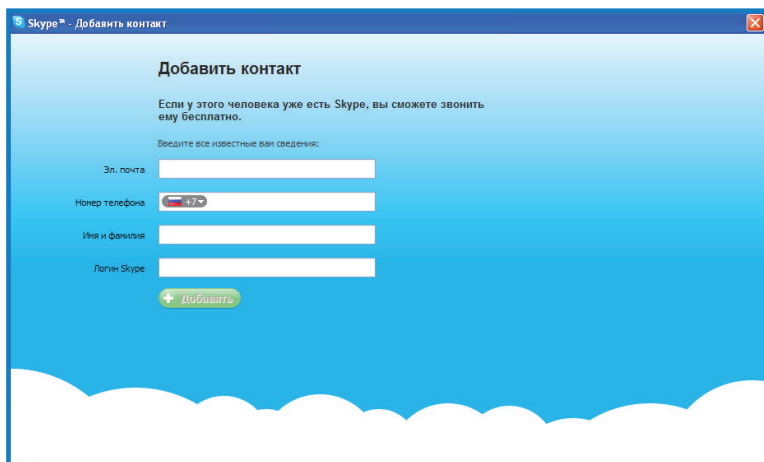 Skype™ - Добавить контакт
Добавить контакт
Если у этого человека уже есть Skype, вы сможете звонить
ему бесплатно.
Введите все известные вам сведения:
Эл. почта
Номер телефона +7
Имя и фамилия
Логин Skype
Добавить